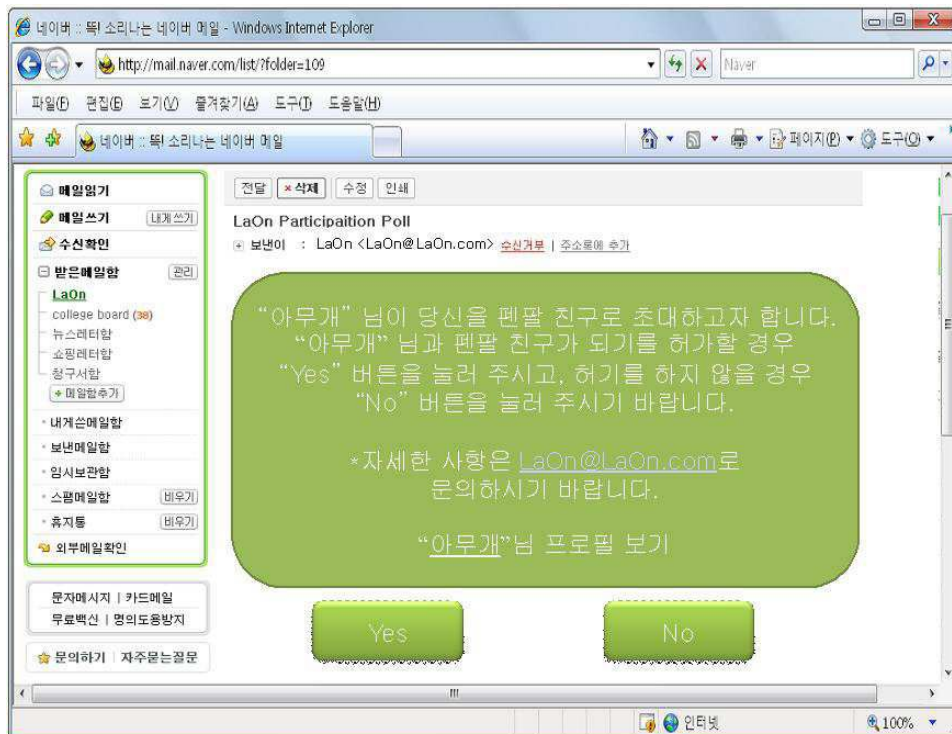 네이버 :: 똑! 소리나는 네이버 메일 - Windows Internet Explorer
http://mail.naver.com/list/?folder=109
Naver
파일(F) 편집(E) 보기(V) 즐겨찾기(A) 도구(T) 도움말(H)
네이버 :: 똑! 소리나는 네이버 메일
페이지(P) 도구(O)
메일읽기
메일쓰기 내게쓰기
수신확인
받은메일함 관리
LaOn
college board (38)
뉴스레터함
쇼핑레터함
청구서함
+메일함추가
내게쓴메일함
보낸메일함
임시보관함
스팸메일함 비우기
휴지통 비우기
외부메일확인
문자메시지 | 카드메일
무료백신 | 명의도용방지
문의하기 | 자주묻는질문
전달 ×삭제 수정 인쇄
LaOn Participaition Poll
보낸이 : LaOn <LaOn@LaOn.com> 수신거부 | 주소록에 추가
“아무개” 님이 당신을 펜팔 친구로 초대하고자 합니다.
“아무개” 님과 펜팔 친구가 되기를 허가할 경우
“Yes” 버튼을 눌러 주시고, 허기를 하지 않을 경우
“No” 버튼을 눌러 주시기 바랍니다.
*자세한 사항은 LaOn@LaOn.com로
문의하시기 바랍니다.
“아무개”님 프로필 보기
Yes
No
인터넷
100%